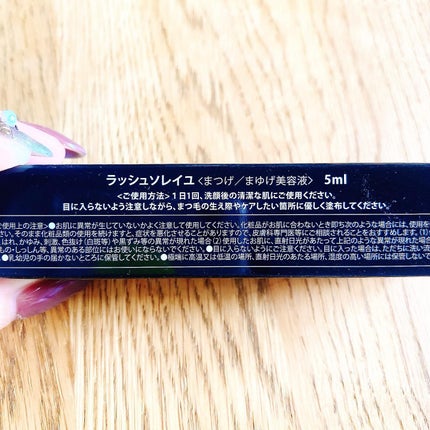 ラッシュソレイユ〈まつげ／まゆげ美容液〉 5ml
<ご使用方法> 1日1回、洗顔後の清潔な肌にご使用ください。
目に入らないよう注意しながら、まつ毛の生え際やケアしたい箇所に優しく塗布してください。
ご使用上の注意>●お肌に異常が生じていないかよく注意して使用してください。化粧品がお肌に合わないとき即ち次のような場合には、使用を
さい。そのまま化粧品類の使用を続けますと、症状を悪化させることがありますので、皮膚科専門医等にご相談されることをおすすめします。(1)
はれ、かゆみ、刺激、色抜け(白斑等)や黒ずみ等の異常が現れた場合(2)使用したお肌に、直射日光があたって上記のような異常が現れた場合
もの・しっしん等、異常のある部位にはお使いにならないでください。●目に入らないようにご注意ください。目に入った場合は、ただちに洗い流
●乳幼児の手の届かないところに保管してください。●極端に高温又は低温の場所、直射日光のあたる場所、湿度の高い場所には保管しないで